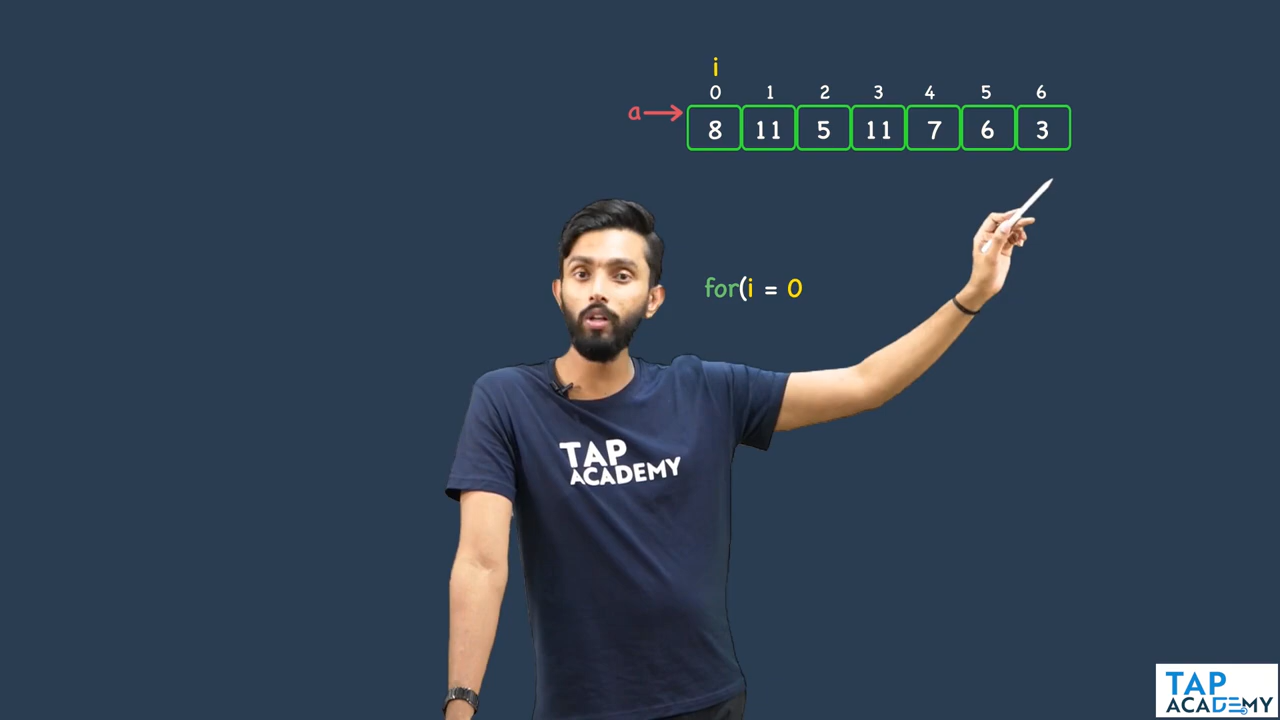 i
0 1 2 3 4 5 6
a
8 11 5 11 7 6 3
for(i = 0
TAP
ACADEMY
TAP
ACADEMY